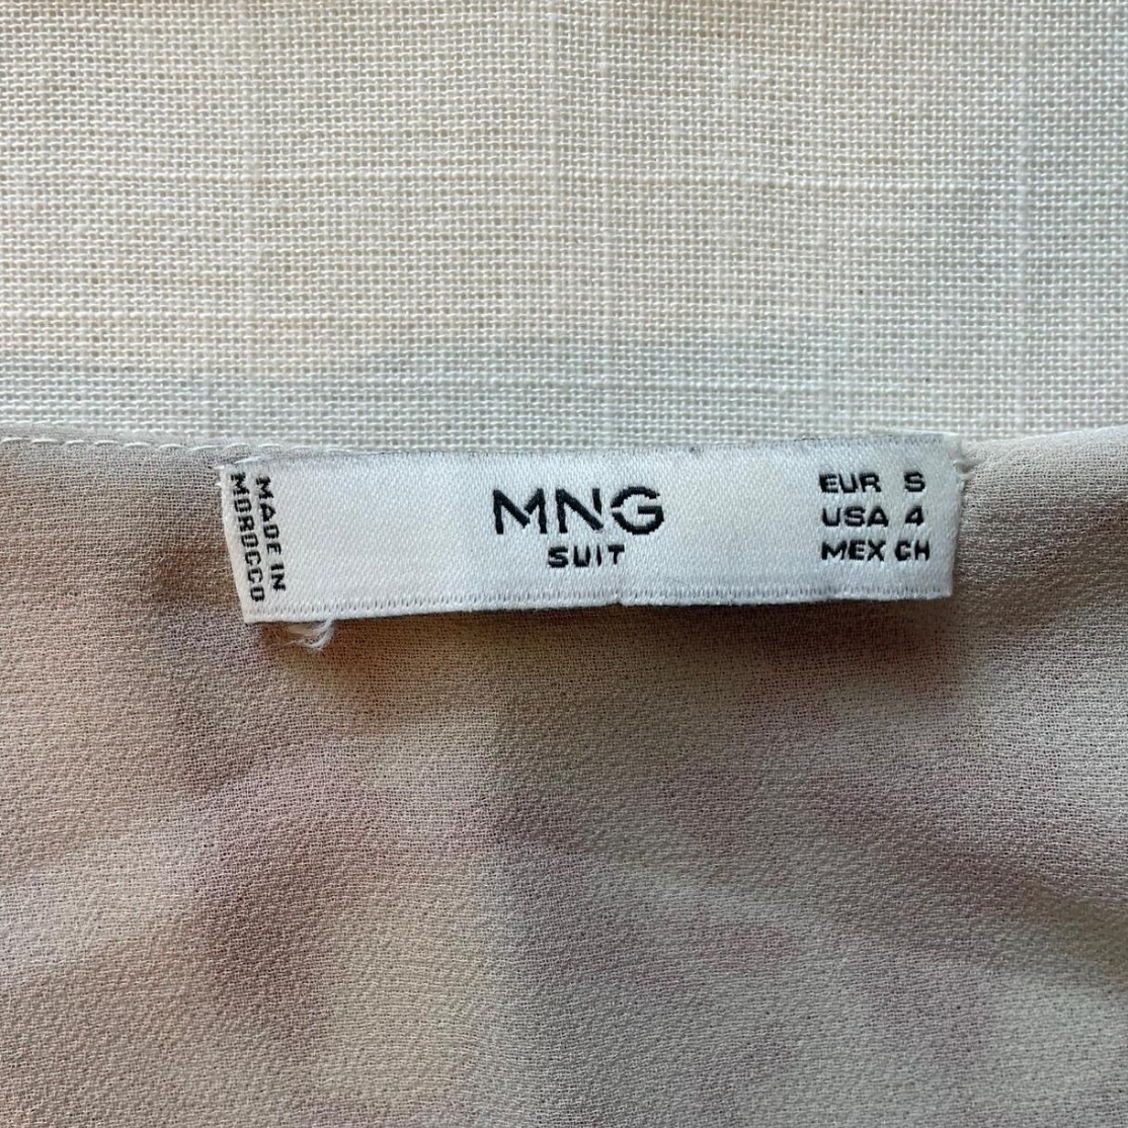 MADE IN
MOROCCO
MNG
SUIT
EUR S
USA 4
MEX CH